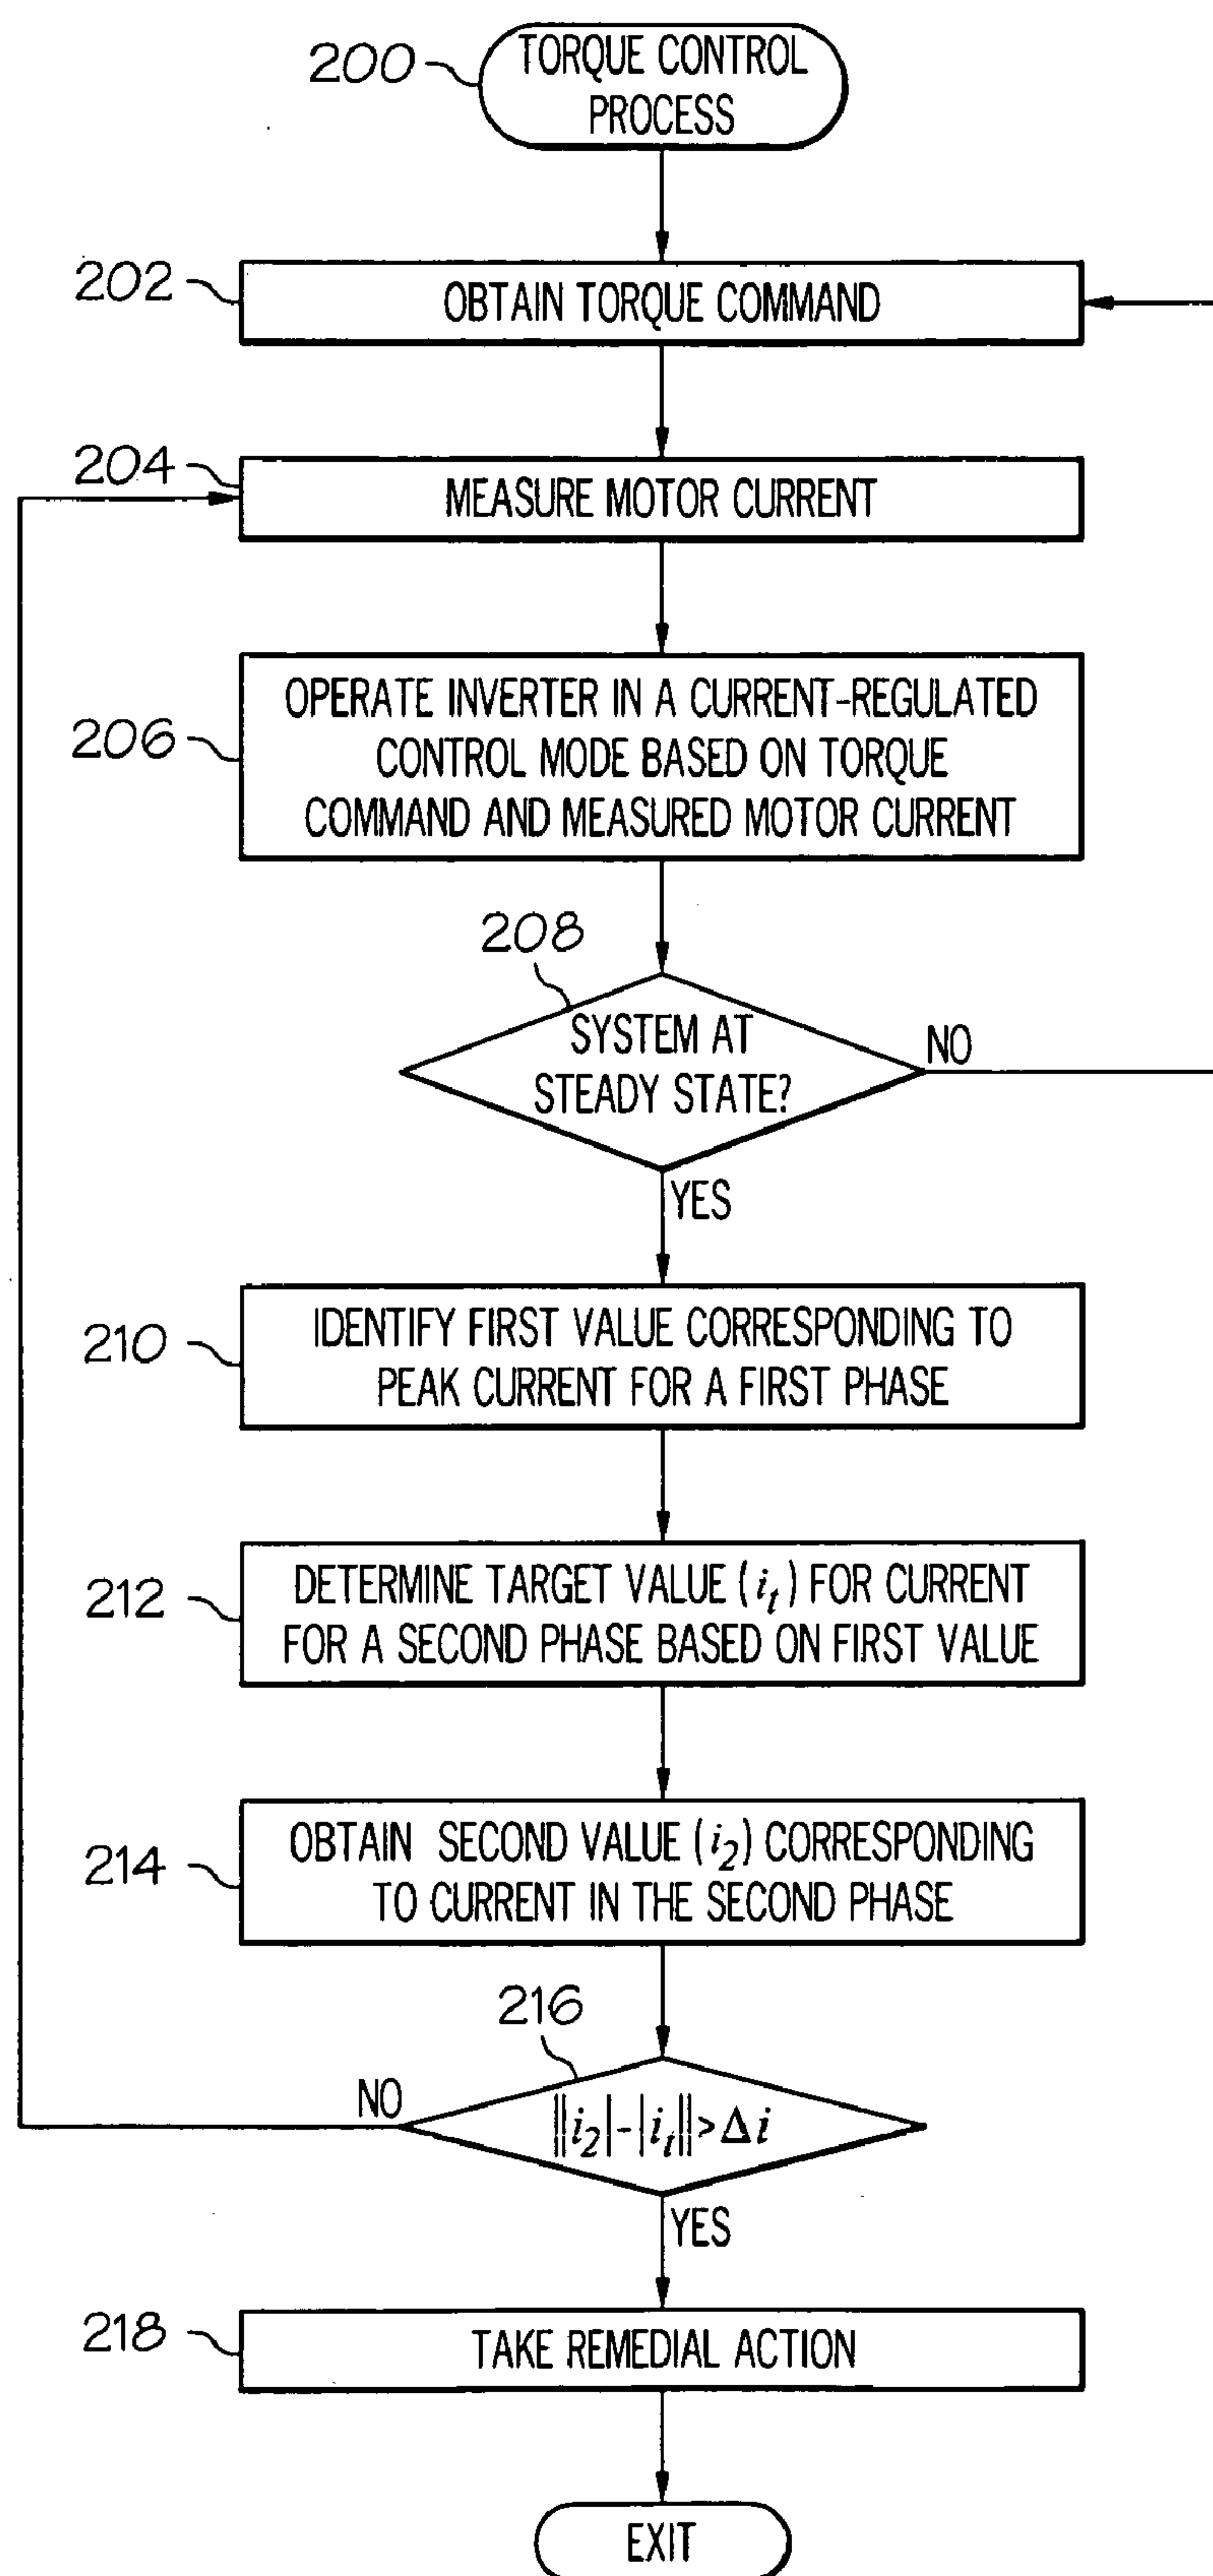 200
TORQUE CONTROL
PROCESS
202
OBTAIN TORQUE COMMAND
204
MEASURE MOTOR CURRENT
206
OPERATE INVERTER IN A CURRENT-REGULATED
CONTROL MODE BASED ON TORQUE
COMMAND AND MEASURED MOTOR CURRENT
208
SYSTEM AT
STEADY STATE?
NO
YES
210
IDENTIFY FIRST VALUE CORRESPONDING TO
PEAK CURRENT FOR A FIRST PHASE
212
DETERMINE TARGET VALUE (i_t) FOR CURRENT
FOR A SECOND PHASE BASED ON FIRST VALUE
214
OBTAIN SECOND VALUE (i_2) CORRESPONDING
TO CURRENT IN THE SECOND PHASE
216
NO
||i_2|-|i_t||>Δi
YES
218
TAKE REMEDIAL ACTION
EXIT